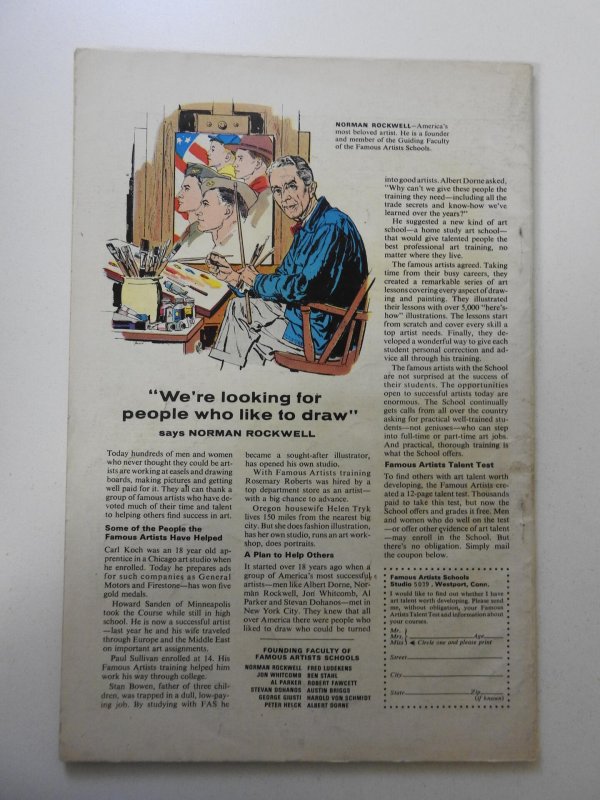 NORMAN ROCKWELL—America's
most beloved artist. He is a founder
and member of the Guiding Faculty
of the Famous Artists Schools.
"We're looking for
people who like to draw"
says NORMAN ROCKWELL
Today hundreds of men and women
who never thought they could be art-
ists are working at easels and drawing
boards, making pictures and getting
well paid for it. They all can thank a
group of famous artists who have de-
voted much of their time and talent
to helping others find success in art.
Some of the People the
Famous Artists Have Helped
Carl Koch was an 18 year old ap-
prentice in a Chicago art studio when
he enrolled. Today he prepares ads
for such companies as General
Motors and Firestone—has won five
gold medals.
Howard Sanden of Minneapolis
took the Course while still in high
school. He is now a successful artist
—last year he and his wife traveled
through Europe and the Middle East
on important art assignments.
Paul Sullivan enrolled at 14. His
Famous Artists training helped him
work his way through college.
Stan Bowen, father of three chil-
dren, was trapped in a dull, low-pay-
ing job. By studying with FAS he
became a sought-after illustrator,
has opened his own studio.
With Famous Artists training
Rosemary Roberts was hired by a
top department store as an artist—
with a big chance to advance.
Oregon housewife Helen Tryk
lives 150 miles from the nearest big
city. But she does fashion illustration,
has her own studio, runs an art work-
shop, does portraits.
A Plan to Help Others
It started over 18 years ago when a
group of America's most successful
artists—men like Albert Dorne, Nor-
man Rockwell, Jon Whitcomb, Al
Parker and Stevan Dohanos—met in
New York City. They knew that all
over America there were people who
liked to draw who could be turned
FOUNDING FACULTY OF
FAMOUS ARTISTS SCHOOLS
NORMAN ROCKWELL FRED LUDEKENS
JON WHITCOMB BEN STAHL
AL PARKER ROBERT FAWCETT
STEVAN DOHANOS AUSTIN BRIGGS
GEORGE GIUSTI HAROLD VON SCHMIDT
PETER HELCK ALBERT DORNE
into good artists. Albert Dorne asked,
"Why can't we give these people the
training they need—including all the
trade secrets and know-how we've
learned over the years?"
He suggested a new kind of art
school—a home study art school—
that would give talented people the
best professional art training, no
matter where they live.
The famous artists agreed. Taking
time from their busy careers, they
created a remarkable series of art
lessons covering every aspect of draw-
ing and painting. They illustrated
their lessons with over 5,000 "here's-
how" illustrations. The lessons start
from scratch and cover every skill a
top artist needs. Finally, they de-
veloped a wonderful way to give each
student personal correction and ad-
vice all through his training.
The famous artists with the School
are not surprised at the success of
their students. The opportunities
open to successful artists today are
enormous. The School continually
gets calls from all over the country
asking for practical well-trained stu-
dents—not geniuses—who can step
into full-time or part-time art jobs.
And practical, thorough training is
what the School offers.
Famous Artists Talent Test
To find others with art talent worth
developing, the Famous Artists cre-
ated a 12-page talent test. Thousands
paid to take this test, but now the
School offers and grades it free. Men
and women who do well on the test
—or offer other evidence of art talent
—may enroll in the School. But
there's no obligation. Simply mail
the coupon below.
Famous Artists Schools
Studio 5039, Westport, Conn.
I would like to find out whether I have
art talent worth developing. Please send
me, without obligation, your Famous
Artists Talent Test and information about
your courses.
Mr.
Mrs. Age
Miss Circle one and please print
Street
City
State Zip
(if known)